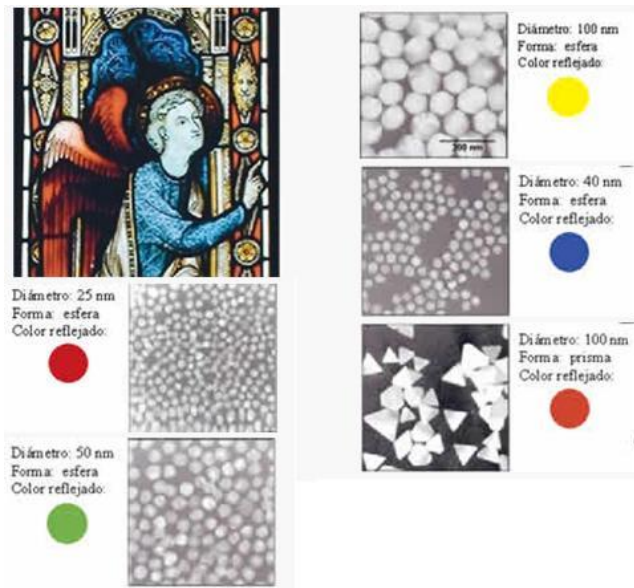 Diámetro: 100 nm
Forma: esfera
Color reflejado:
200 nm
Diámetro: 40 nm
Forma: esfera
Color reflejado:
Diámetro: 25 nm
Forma: esfera
Color reflejado:
Diámetro: 100 nm
Forma: prisma
Color reflejado:
Diámetro: 50 nm
Forma: esfera
Color reflejado: